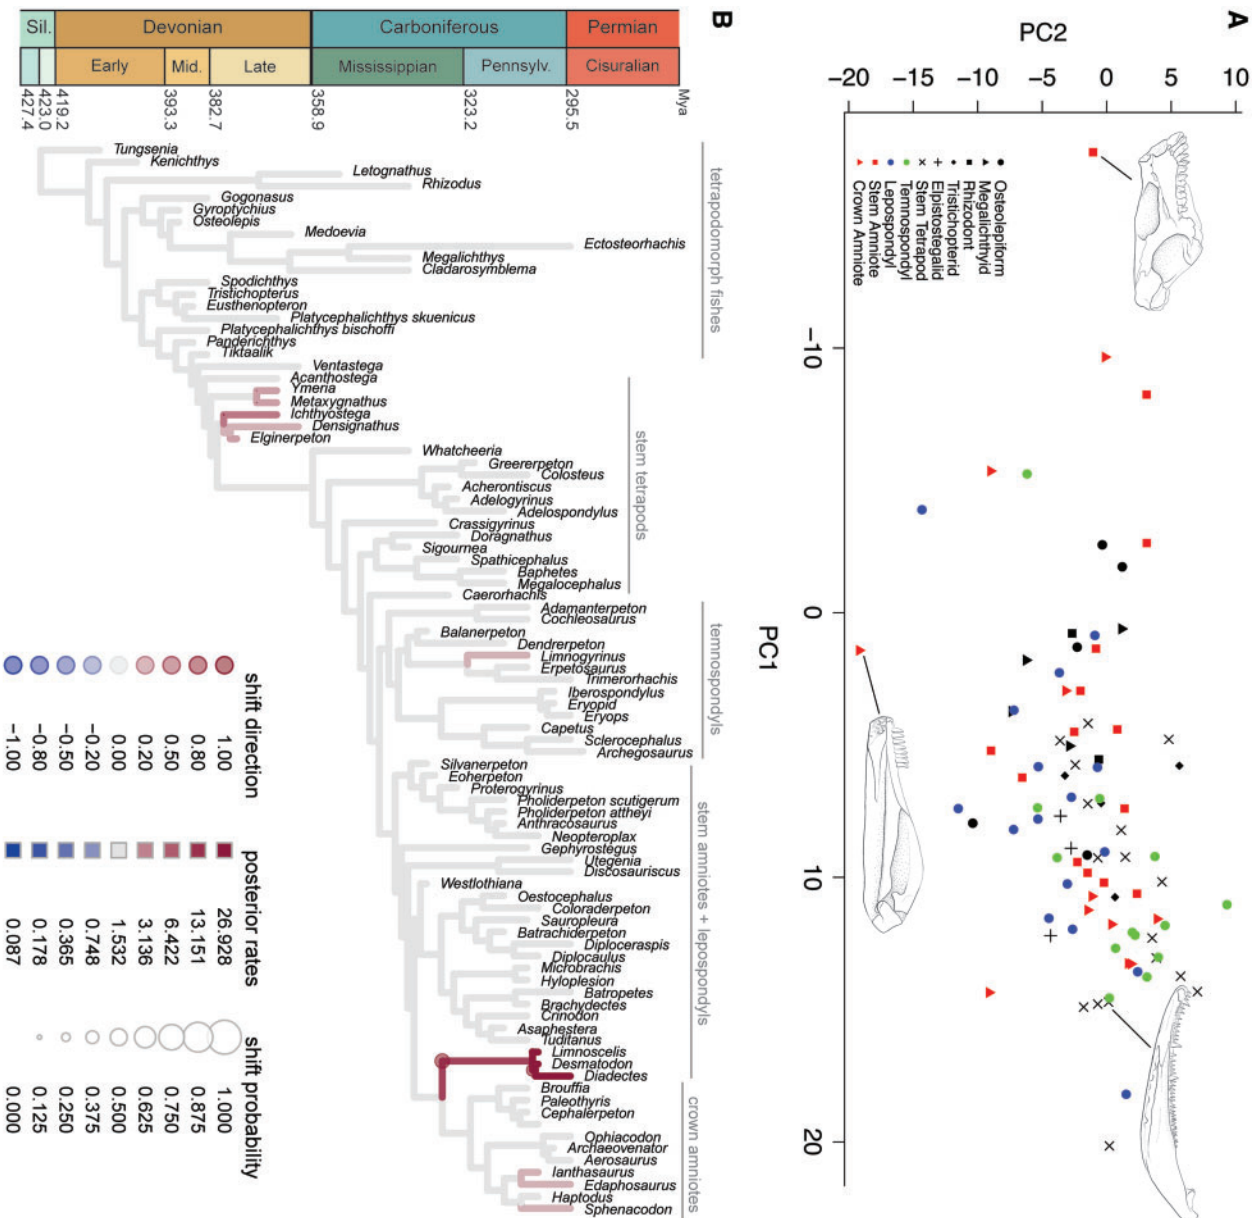 A
PC2
−20
−15
−10
−5
0
5
10
−10
0
10
20
PC1
Osteolepiform
Megalichthyid
Rhizodont
Tristichopterid
Elpistostegalid
Stem Tetrapod
Temnospondyl
Lepospondyl
Stem Amniote
Crown Amniote
B
Sil.
Devonian
Carboniferous
Permian
Early
Mid.
Late
Mississippian
Pennsylv.
Cisuralian
427.4
423.0
419.2
393.3
382.7
358.9
323.2
295.5
Mya
tetrapodomorph fishes
stem tetrapods
temnospondyls
stem amniotes + lepospondyls
crown amniotes
Tungsenia
Kenichthys
Letognathus
Rhizodus
Gogonasus
Gyroptychius
Osteolepis
Medoevia
Ectosteorhachis
Megalichthys
Cladarosymblema
Spodichthys
Tristichopterus
Eusthenopteron
Platycephalichthys skuenicus
Platycephalichthys bischoffi
Panderichthys
Tiktaalik
Ventastega
Acanthostega
Ymeria
Metaxygnathus
Ichthyostega
Densignathus
Elginerpeton
Whatcheeria
Greererpeton
Colosteus
Acherontiscus
Adelogyrinus
Adelospondylus
Crassigyrinus
Doragnathus
Sigournea
Spathicephalus
Baphetes
Megalocephalus
Caerorhachis
Adamanterpeton
Cochleosaurus
Balanerpeton
Dendrerpeton
Limnogyrinus
Erpetosaurus
Trimerorhachis
Iberospondylus
Eryopid
Eryops
Capetus
Sclerocephalus
Archegosaurus
Silvanerpeton
Eoherpeton
Proterogyrinus
Pholiderpeton scutigerum
Pholiderpeton attheyi
Anthracosaurus
Neopteroplax
Gephyrostegus
Utegenia
Discosauriscus
Westlothiana
Oestocephalus
Coloraderpeton
Sauropleura
Batrachiderpeton
Diploceraspis
Diplocaulus
Microbrachis
Hyloplesion
Batropetes
Brachydectes
Crinodon
Asaphestera
Tuditanus
Limnoscelis
Desmatodon
Diadectes
Brouffia
Paleothyris
Cephalerpeton
Ophiacodon
Archaeovenator
Aerosaurus
Ianthasaurus
Edaphosaurus
Haptodus
Sphenacodon
shift direction
1.00
0.80
0.50
0.20
0.00
−0.20
−0.50
−0.80
−1.00
posterior rates
26.928
13.151
6.422
3.136
1.532
0.748
0.365
0.178
0.087
shift probability
1.000
0.875
0.750
0.625
0.500
0.375
0.250
0.125
0.000